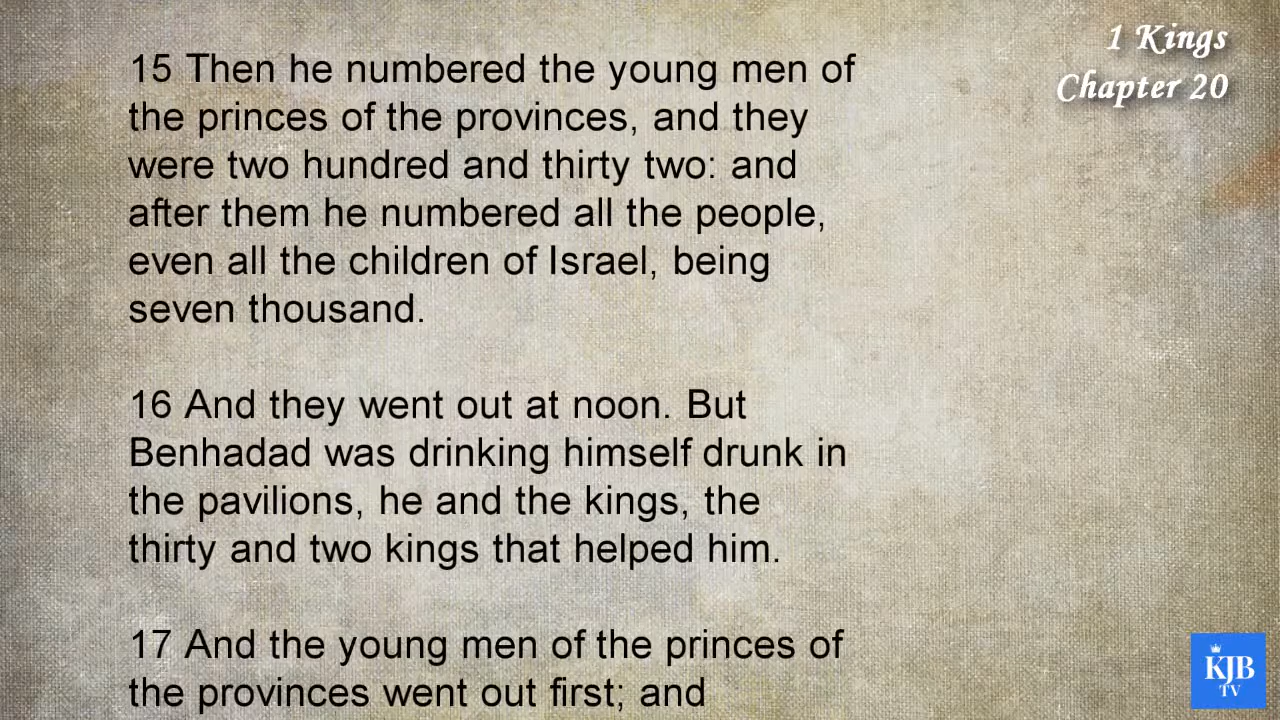 1 Kings
Chapter 20
15 Then he numbered the young men of
the princes of the provinces, and they
were two hundred and thirty two: and
after them he numbered all the people,
even all the children of Israel, being
seven thousand.
16 And they went out at noon. But
Benhadad was drinking himself drunk in
the pavilions, he and the kings, the
thirty and two kings that helped him.
17 And the young men of the princes of
the provinces went out first; and
KJB
TV